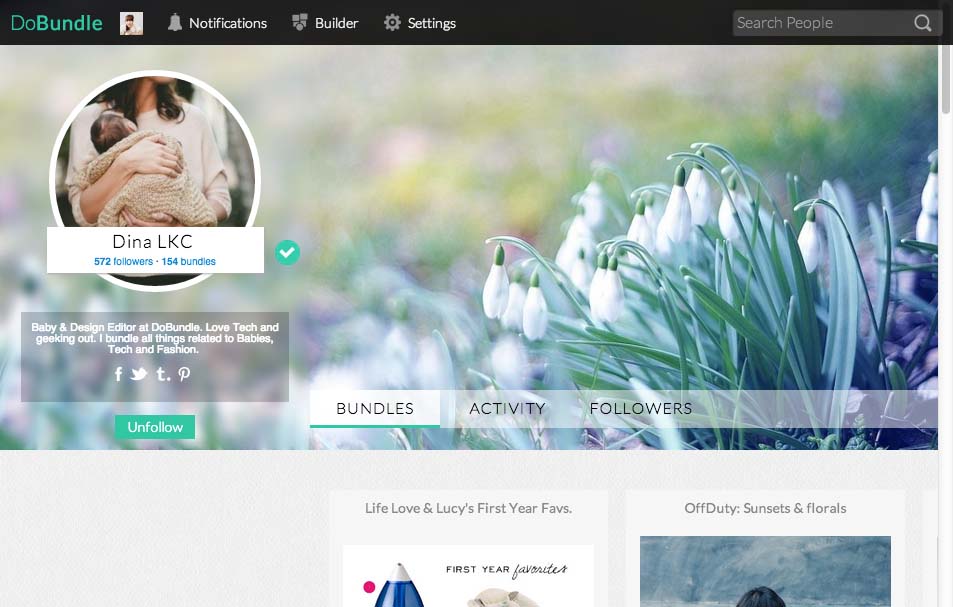 DoBundle
Notifications
Builder
Settings
Search People
Dina LKC
572 followers · 154 bundles
Baby & Design Editor at DoBundle. Love Tech and
geeking out. I bundle all things related to Babies,
Tech and Fashion.
Unfollow
BUNDLES
ACTIVITY
FOLLOWERS
Life Love & Lucy's First Year Favs.
OffDuty: Sunsets & florals
FIRST YEAR favorites